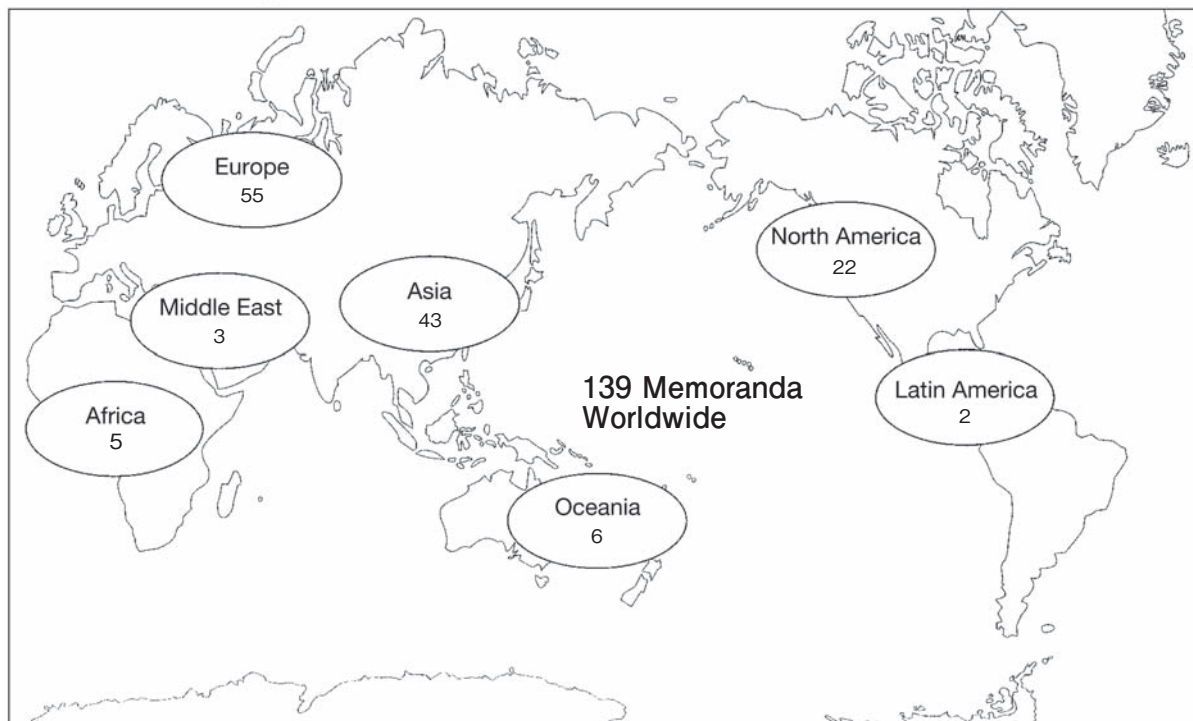 Europe
55
North America
22
Asia
43
Middle East
3
139 Memoranda
Worldwide
Latin America
2
Africa
5
Oceania
6